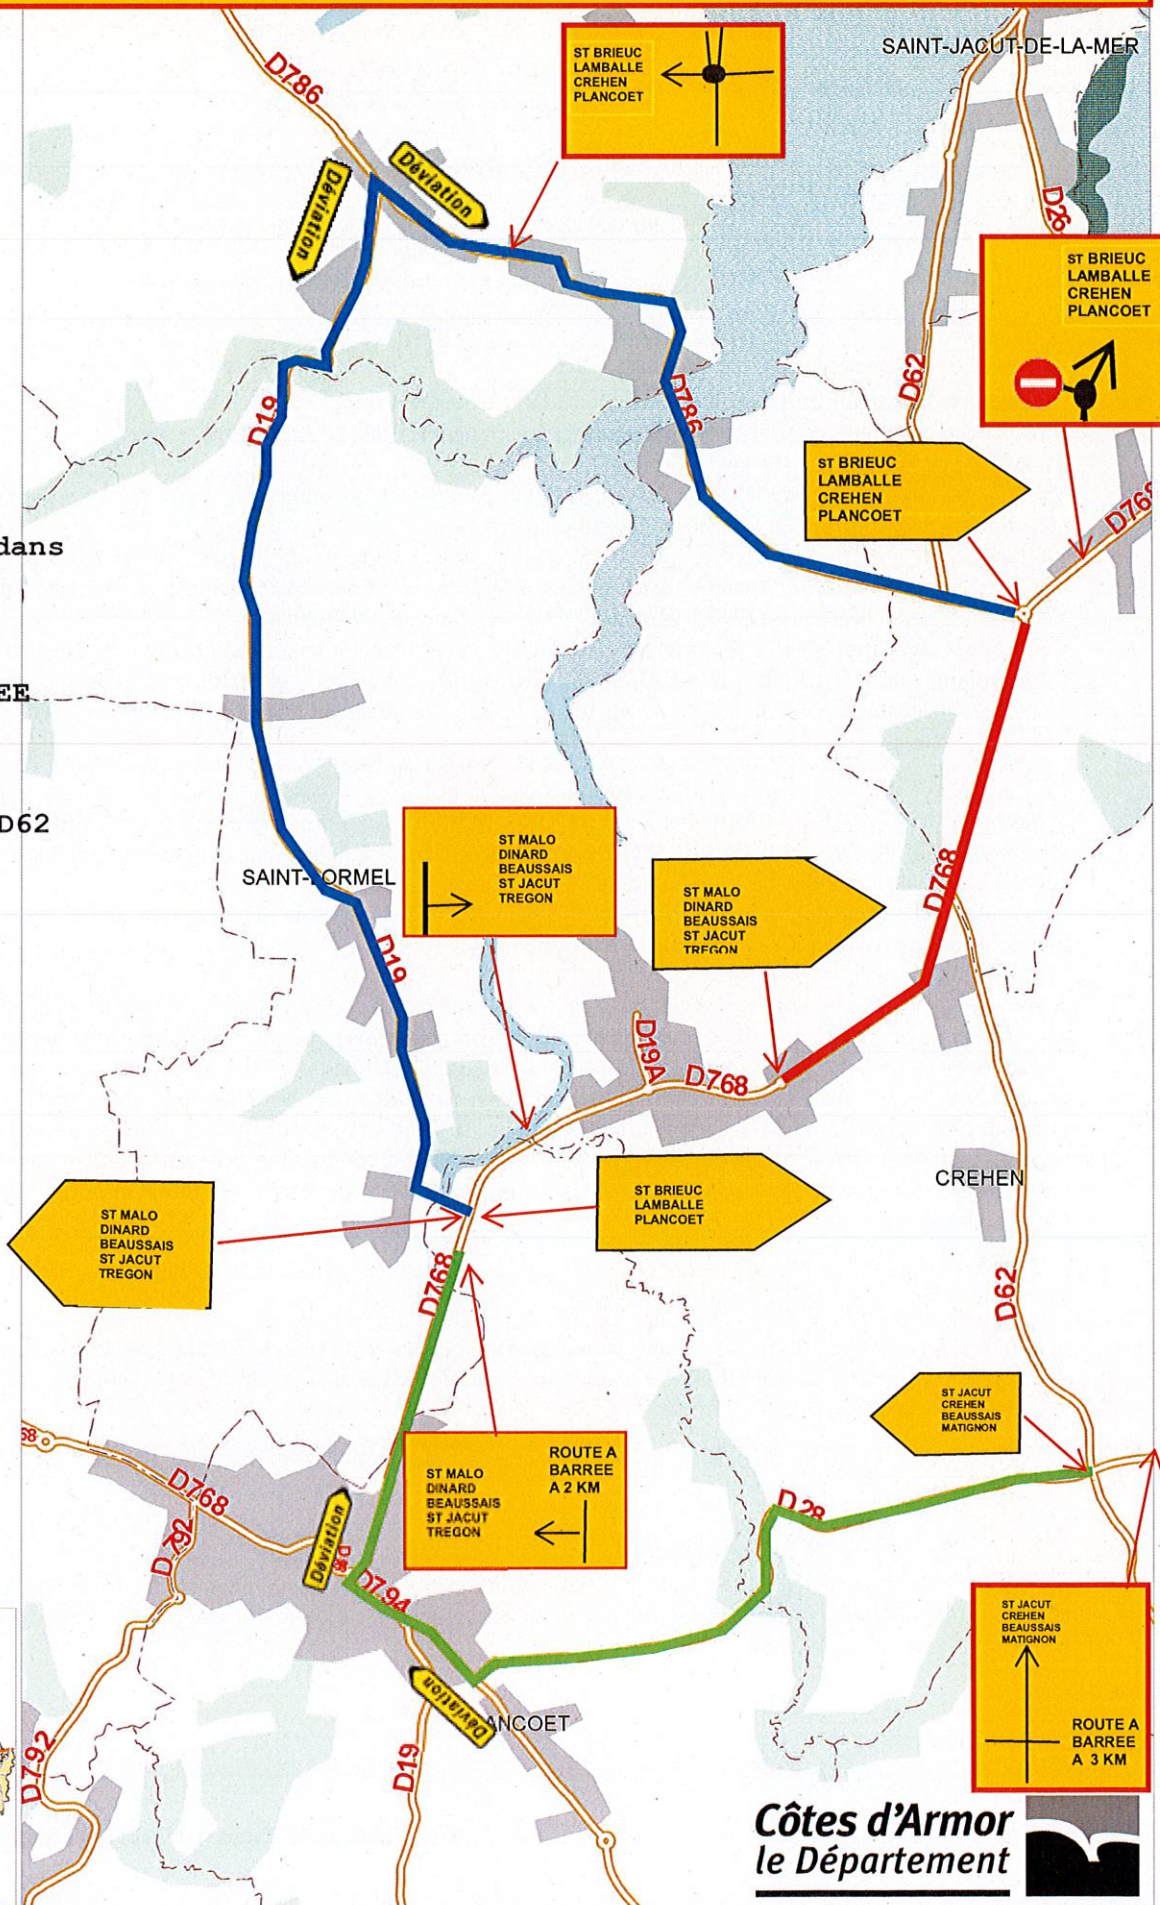 SAINT-JACUT-DE-LA-MER
ST BRIEUC
LAMBALLE
CREHEN
PLANCOET
D786
Déviation
Déviation
D26
ST BRIEUC
LAMBALLE
CREHEN
PLANCOET
D62
D19
D786
ST BRIEUC
LAMBALLE
CREHEN
PLANCOET
D768
dans
EE
D62
ST MALO
DINARD
BEAUSSAIS
ST JACUT
TREGON
ST MALO
DINARD
BEAUSSAIS
ST JACUT
TREGON
D768
SAINT-LORMEL
D19
D19A
D768
CREHEN
ST BRIEUC
LAMBALLE
PLANCOET
ST MALO
DINARD
BEAUSSAIS
ST JACUT
TREGON
D768
D62
ST JACUT
CREHEN
BEAUSSAIS
MATIGNON
68
ROUTE A
BARREE
A 2 KM
ST MALO
DINARD
BEAUSSAIS
ST JACUT
TREGON
D768
D792
Déviation
D28
D794
ST JACUT
CREHEN
BEAUSSAIS
MATIGNON
ROUTE A
BARREE
A 3 KM
Déviation
ANCOET
D792
D19
Côtes d'Armor
le Département